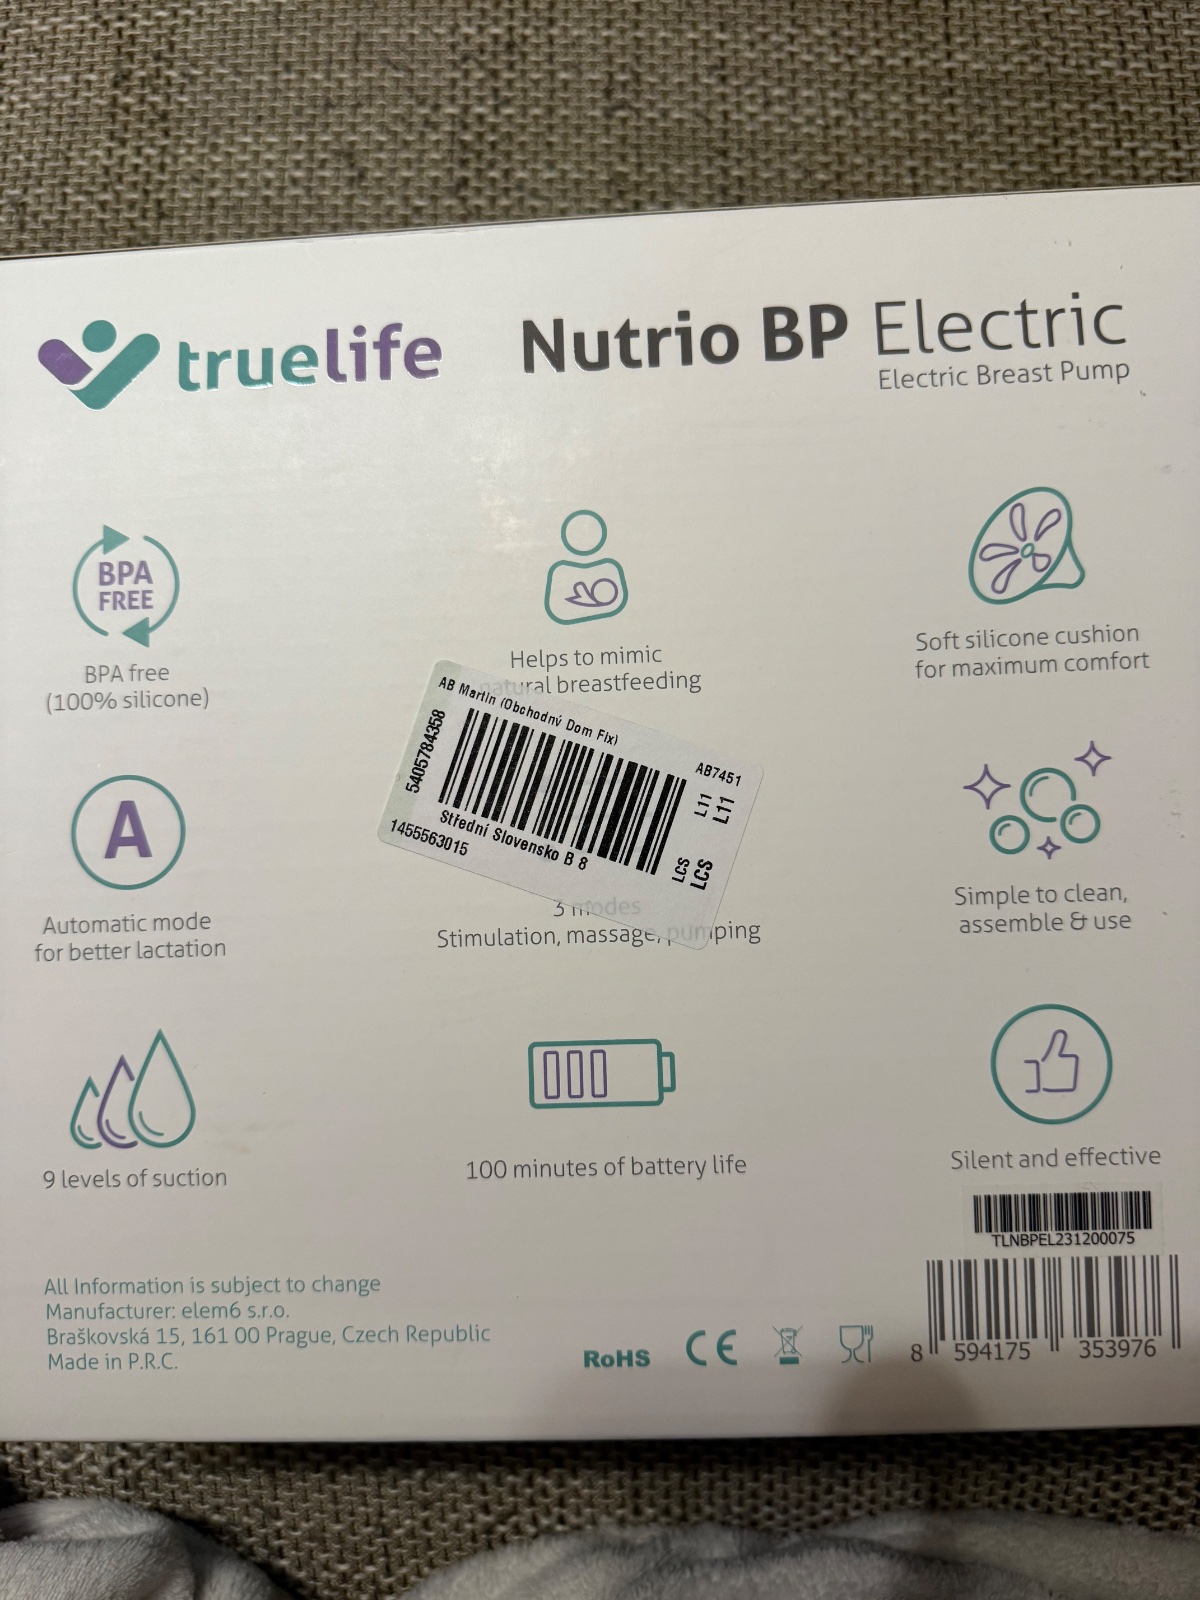 truelife
Nutrio BP Electric
Electric Breast Pump
BPA
FREE
BPA free
(100% silicone)
Helps to mimic
natural breastfeeding
Soft silicone cushion
for maximum comfort
AB Martin (Obchodný Dom Fix)
5405784358
AB7451
L11
L11
Střední Slovensko B 8
1455563015
LCS
LCS
A
Automatic mode
for better lactation
3 modes
Stimulation, massage, pumping
Simple to clean,
assemble & use
9 levels of suction
100 minutes of battery life
Silent and effective
TLNBPEL231200075
All Information is subject to change
Manufacturer: elem6 s.r.o.
Braškovská 15, 161 00 Prague, Czech Republic
Made in P.R.C.
RoHS CE
8 594175 353976